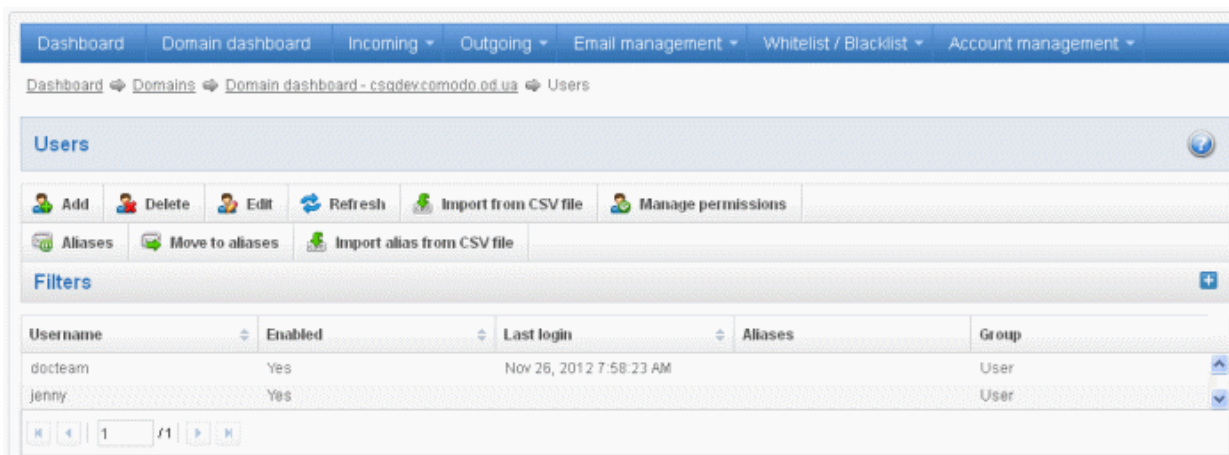 Dashboard Domain dashboard Incoming Outgoing Email management Whitelist / Blacklist Account management
Dashboard Domains Domain dashboard - csgdev.comodo.od.ua Users
Users
Add Delete Edit Refresh Import from CSV file Manage permissions
Aliases Move to aliases Import alias from CSV file
Filters
Username Enabled Last login Aliases Group
docteam Yes Nov 26, 2012 7:58:23 AM User
jenny Yes User
1 /1